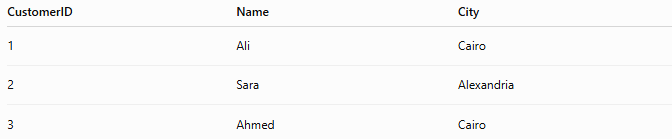 CustomerID Name City
1 Ali Cairo
2 Sara Alexandria
3 Ahmed Cairo